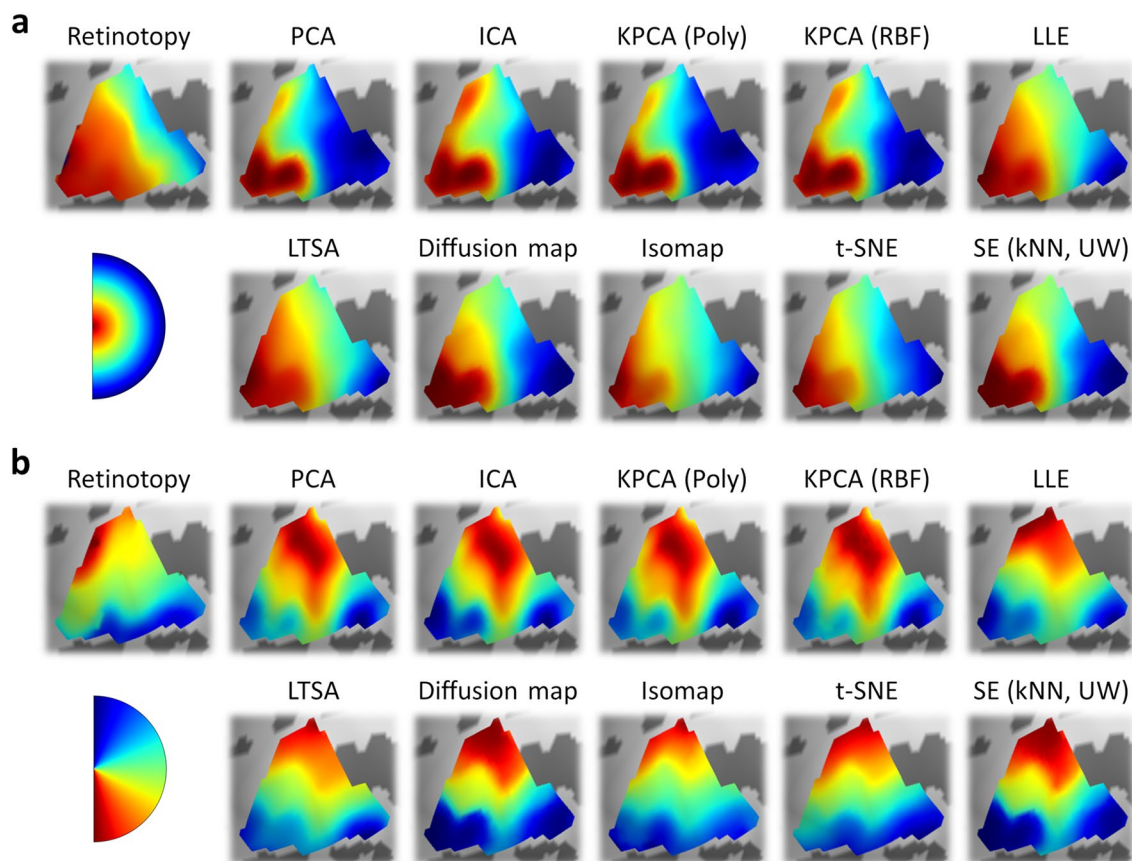 a
Retinotopy PCA ICA KPCA (Poly) KPCA (RBF) LLE
LTSA Diffusion map Isomap t-SNE SE (kNN, UW)
b
Retinotopy PCA ICA KPCA (Poly) KPCA (RBF) LLE
LTSA Diffusion map Isomap t-SNE SE (kNN, UW)